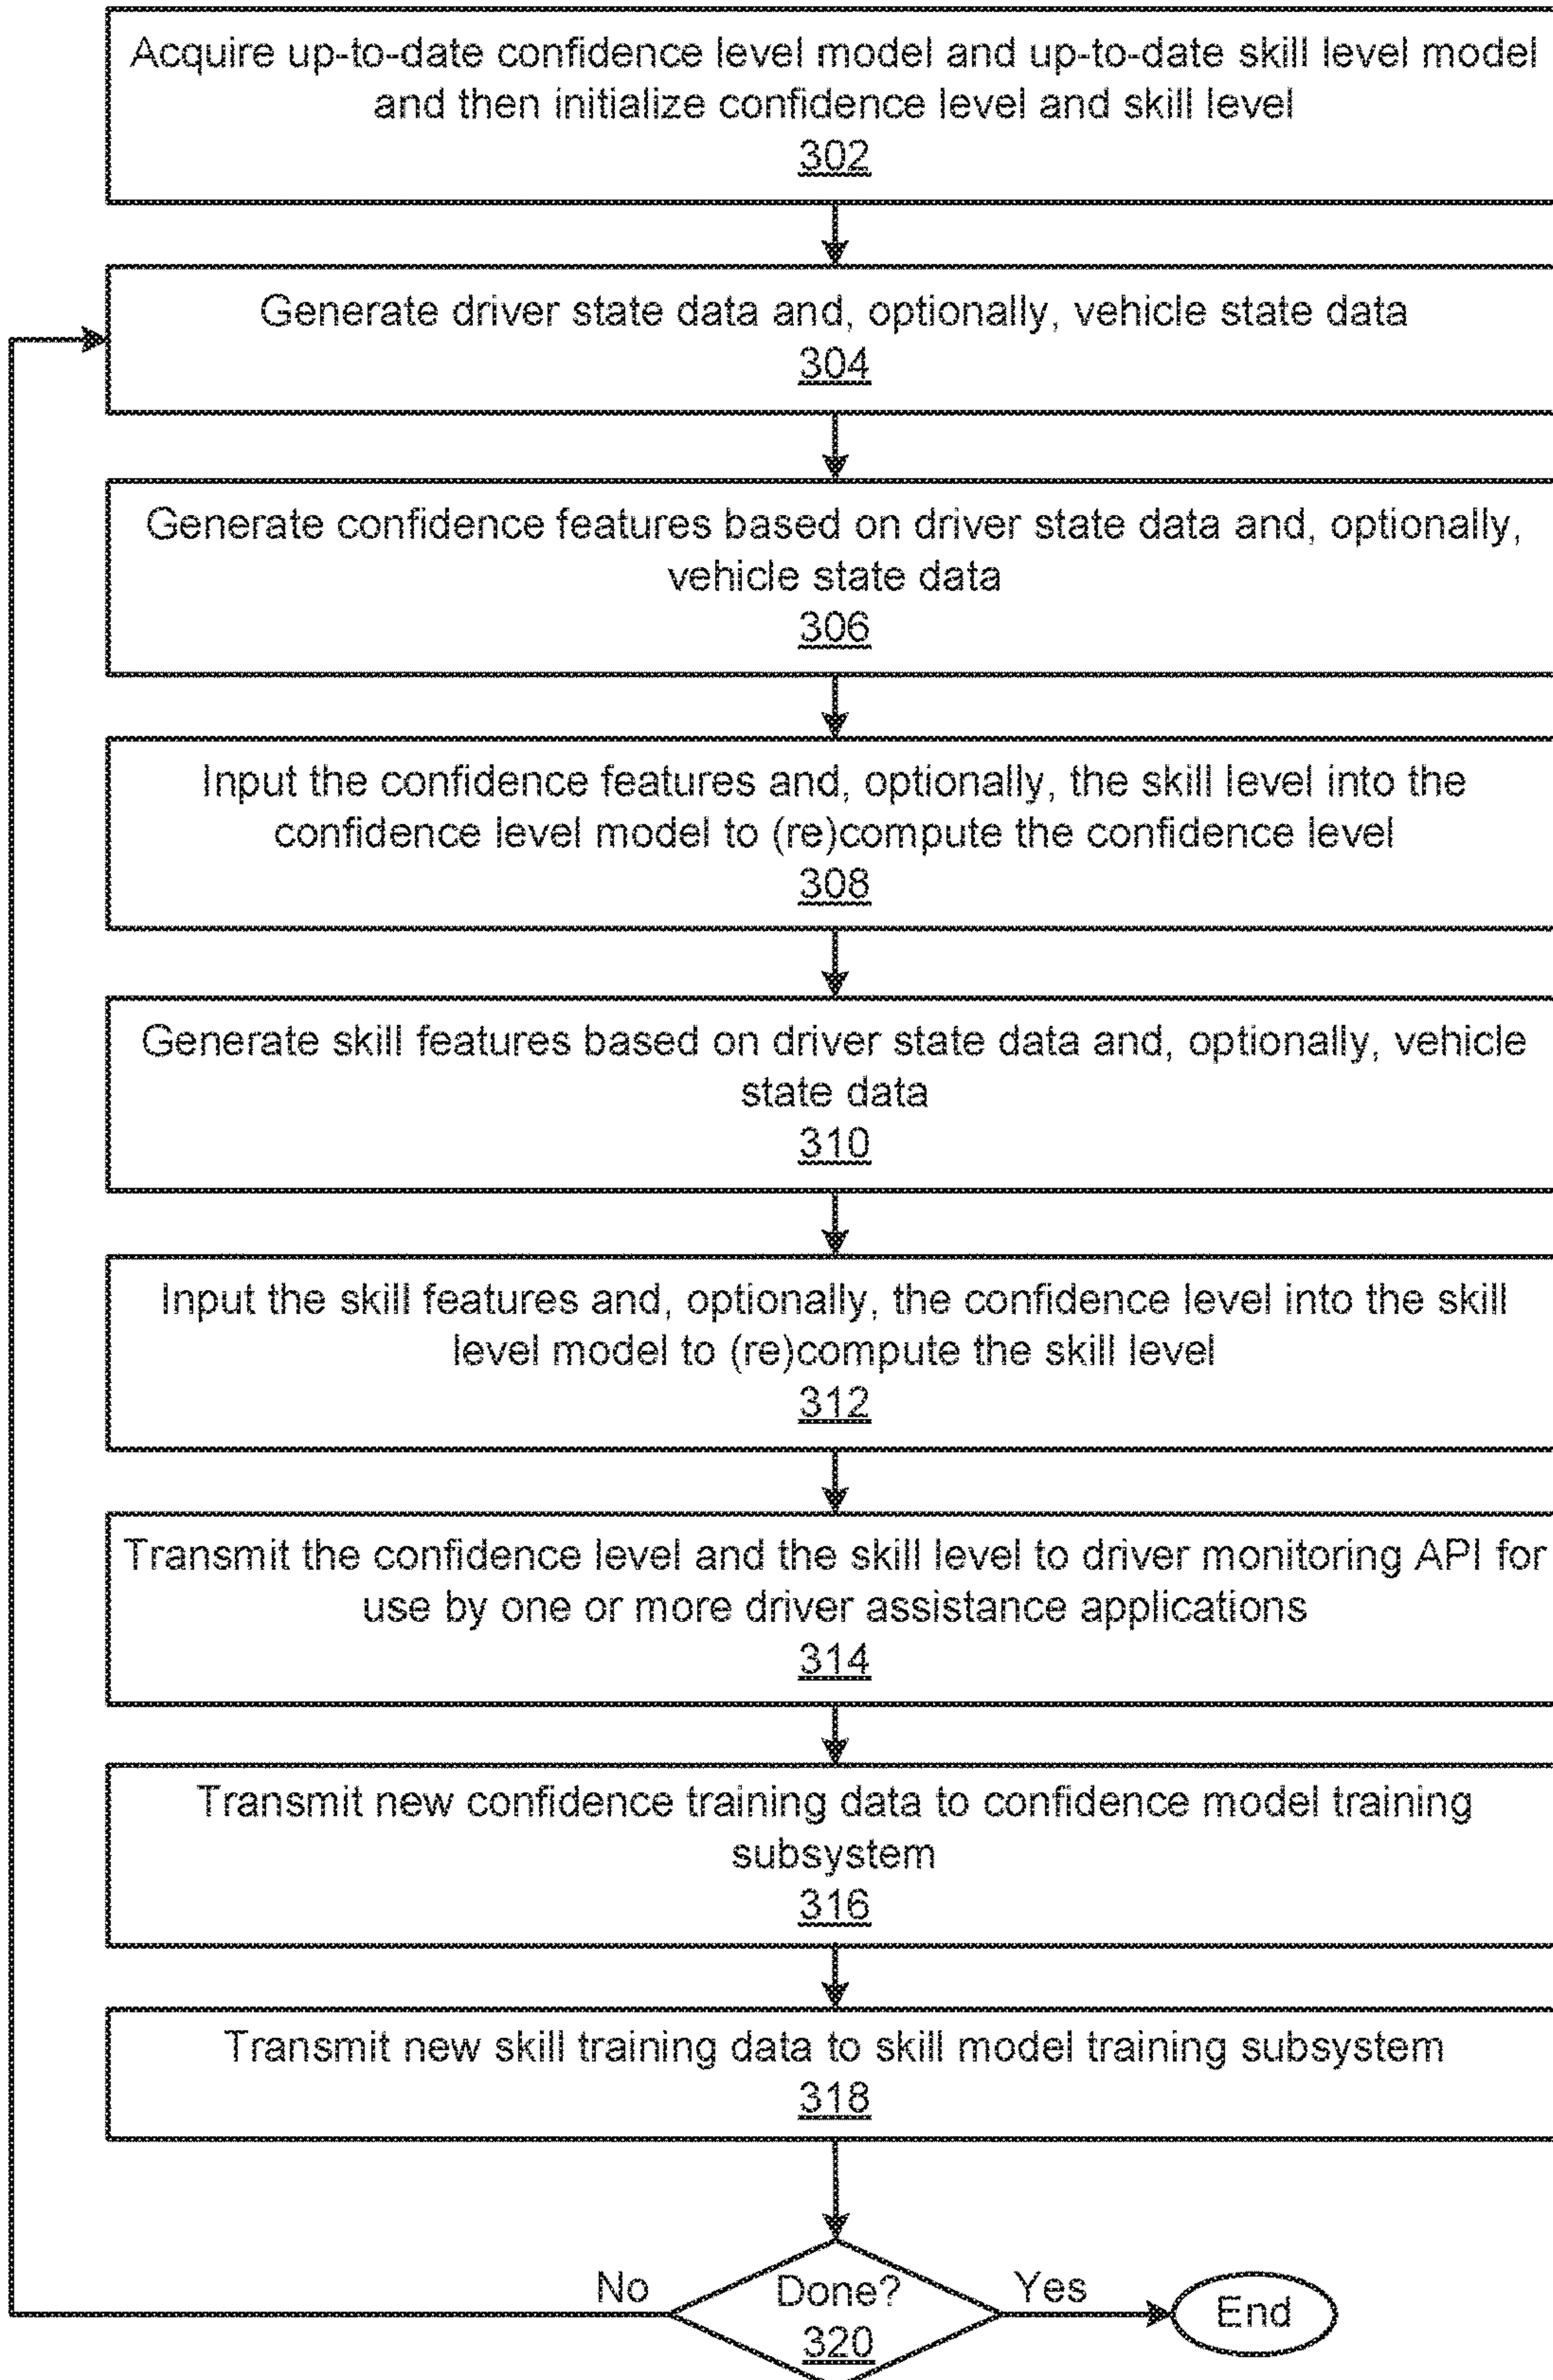 Acquire up-to-date confidence level model and up-to-date skill level model
and then initialize confidence level and skill level
302
Generate driver state data and, optionally, vehicle state data
304
Generate confidence features based on driver state data and, optionally,
vehicle state data
306
Input the confidence features and, optionally, the skill level into the
confidence level model to (re)compute the confidence level
308
Generate skill features based on driver state data and, optionally, vehicle
state data
310
Input the skill features and, optionally, the confidence level into the skill
level model to (re)compute the skill level
312
Transmit the confidence level and the skill level to driver monitoring API for
use by one or more driver assistance applications
314
Transmit new confidence training data to confidence model training
subsystem
316
Transmit new skill training data to skill model training subsystem
318
No
Done?
320
Yes
End